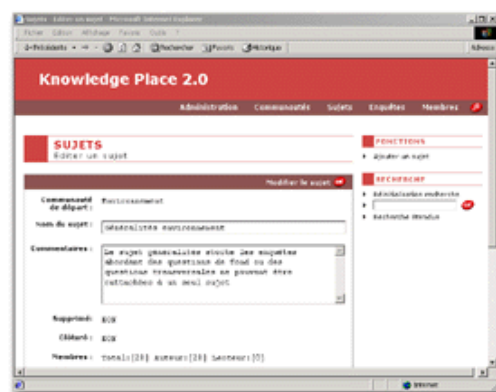 Sujets - Editer un sujet - Microsoft Internet Explorer
Fichier Edition Affichage Favoris Outils ?
Précédente Rechercher Favoris Historique Adresse
Knowledge Place 2.0
Administration Communautés Sujets Enquêtes Membres
SUJETS
Editer un sujet
Modifier le sujet
Communauté de départ : Environnement
Nom du sujet : Généralités environnement
Commentaires : Le sujet généralités stocke les enquêtes
abordant des questions de fond ou des
questions transversales ne pouvant être
rattachées à un seul sujet
Supprimé: NON
Clôturé : NON
Membres : Total:[28] Auteur:[28] Lecteur:[0]
FONCTIONS
Ajouter un sujet
RECHERCHE
Réinitialisation recherche
Recherche étendue
Internet